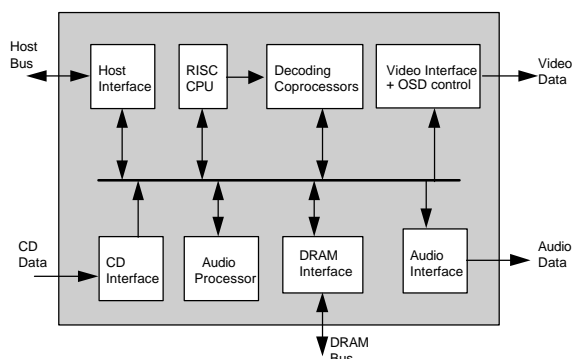 Host
Bus
Host
Interface
RISC
CPU
Decoding
Coprocessors
Video Interface
+ OSD control
Video
Data
CD
Data
CD
Interface
Audio
Processor
DRAM
Interface
Audio
Interface
Audio
Data
DRAM
Bus